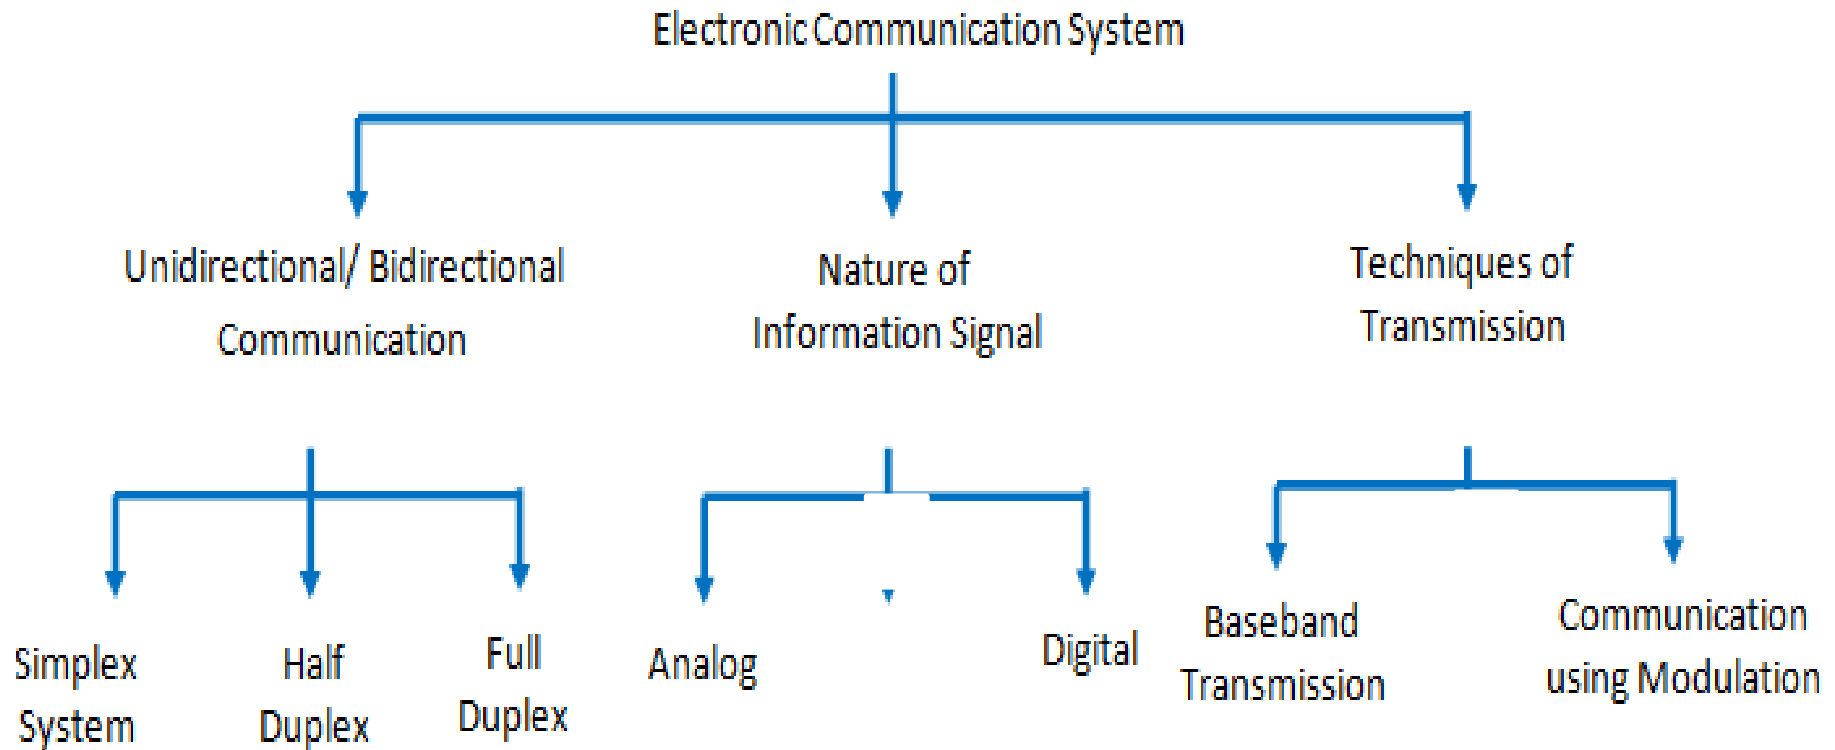 Electronic Communication System
Unidirectional/ Bidirectional
Communication
Nature of
Information Signal
Techniques of
Transmission
Simplex
System
Half
Duplex
Full
Duplex
Analog
Digital
Baseband
Transmission
Communication
using Modulation